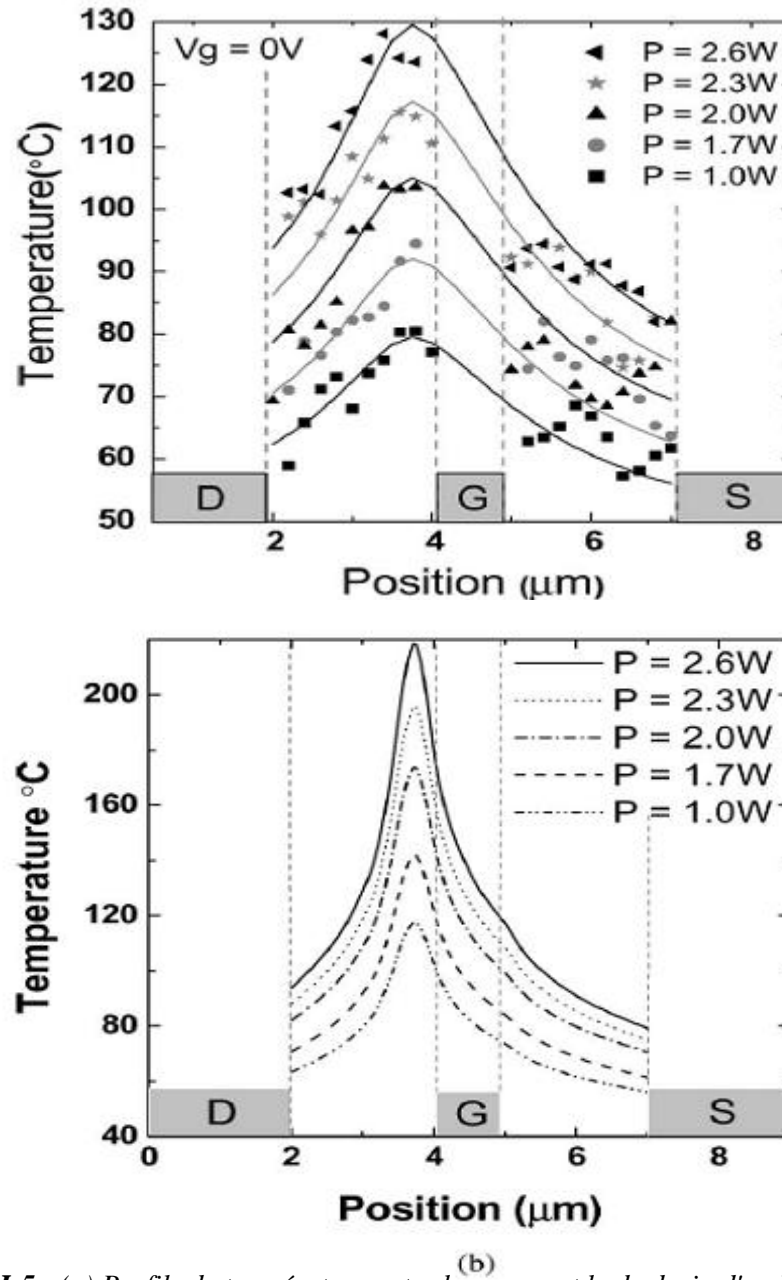 130
Vg = 0V
P = 2.6W
120
P = 2.3W
P = 2.0W
110
P = 1.7W
100
P = 1.0W
90
80
70
60
50
Temperature(°C)
D
G
S
2
4
6
8
Position (µm)
200
P = 2.6W
P = 2.3W
P = 2.0W
160
P = 1.7W
P = 1.0W
120
80
40
Temperature °C
D
G
S
0
2
4
6
8
Position (µm)
(b)